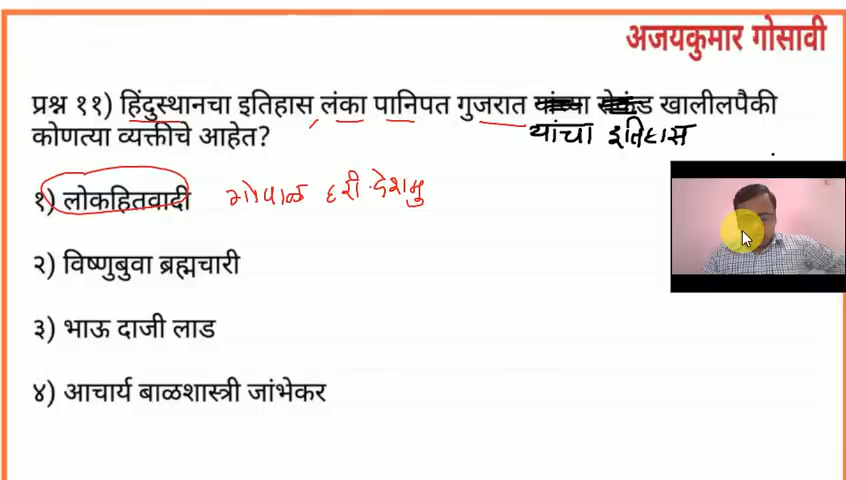 अजयकुमार गोसावी
प्रश्न ११) हिंदुस्थानचा इतिहास लंका पानिपत गुजरात खालीलपैकी
यांचा इतिहास
कोणत्या व्यक्तीचे आहेत?
१) लोकहितवादी गोपाळ हरी देशमु
२) विष्णुबुवा ब्रह्मचारी
३) भाऊ दाजी लाड
४) आचार्य बाळशास्त्री जांभेकर